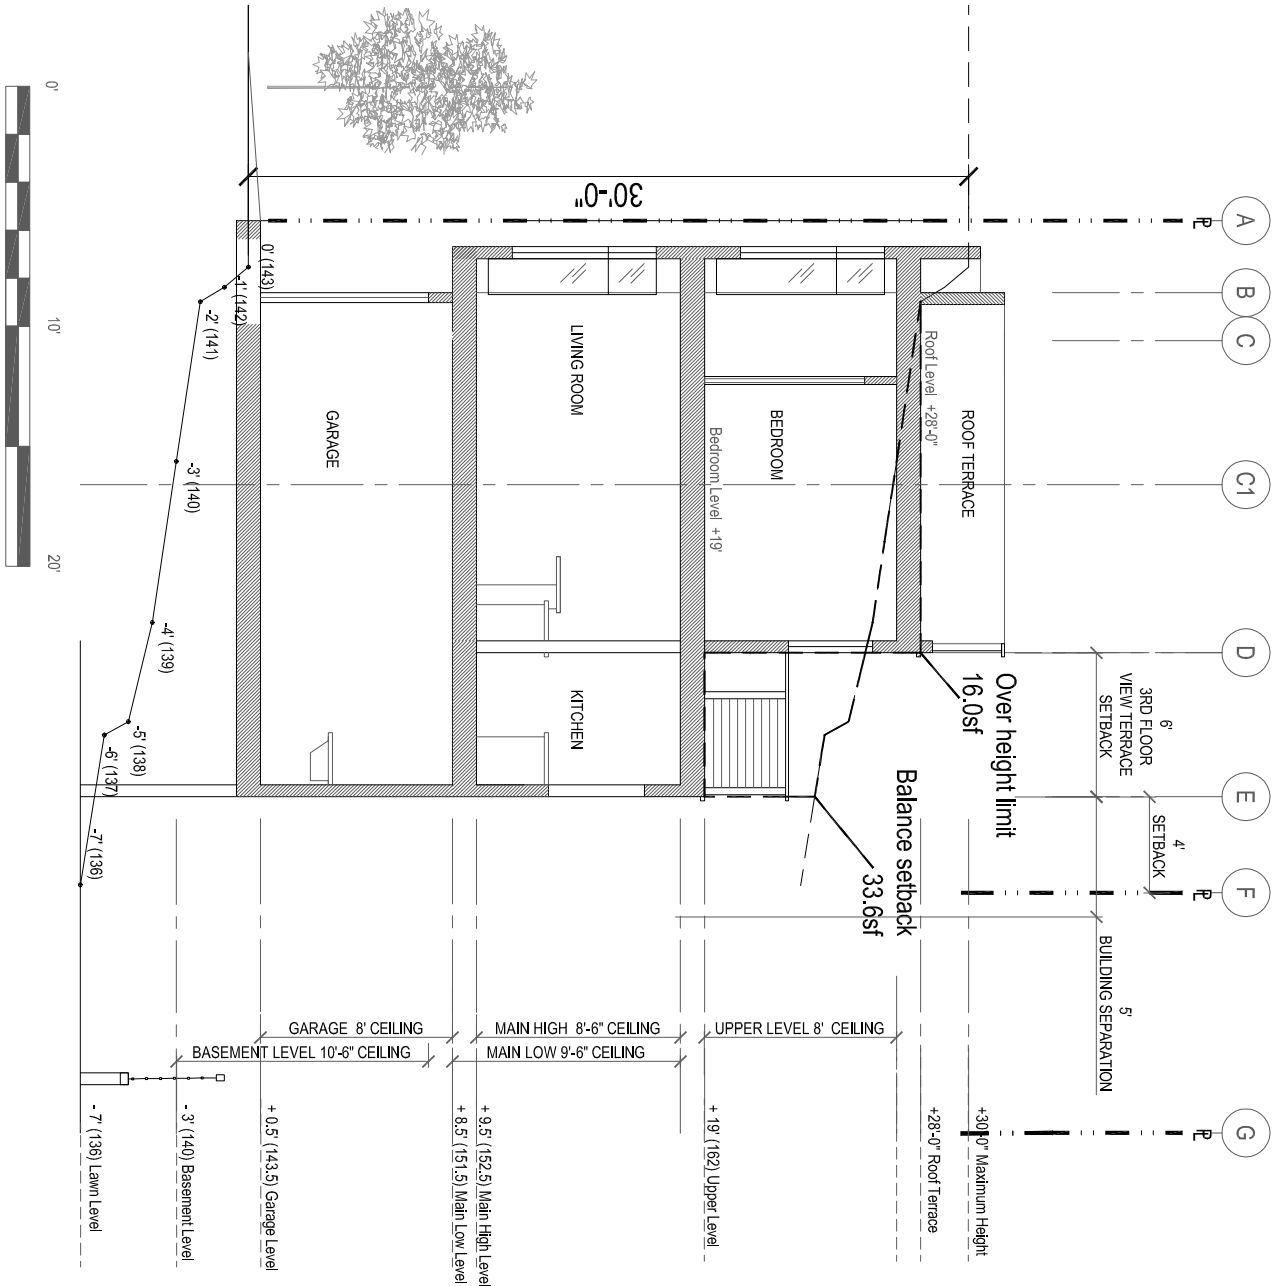 A
B
C
C1
D
E
F
G
PL
PL
PL
30'-0"
0'
10'
20'
ROOF TERRACE
Roof Level +28'-0"
BEDROOM
Bedroom Level +19'
LIVING ROOM
KITCHEN
GARAGE
0' (143)
-1' (142)
-2' (141)
-3' (140)
-4' (139)
-5' (138)
-6' (137)
-7' (136)
6'
3RD FLOOR
VIEW TERRACE
SETBACK
4'
SETBACK
5'
BUILDING SEPARATION
Over height limit
16.0sf
Balance setback
33.6sf
UPPER LEVEL 8' CEILING
MAIN HIGH 8'-6" CEILING
MAIN LOW 9'-6" CEILING
GARAGE 8' CEILING
BASEMENT LEVEL 10'-6" CEILING
+30'-0" Maximum Height
+28'-0" Roof Terrace
+ 19' (162) Upper Level
+ 9.5' (152.5) Main High Level
+ 8.5' (151.5) Main Low Level
+ 0.5' (143.5) Garage Level
- 3' (140) Basement Level
- 7' (136) Lawn Level